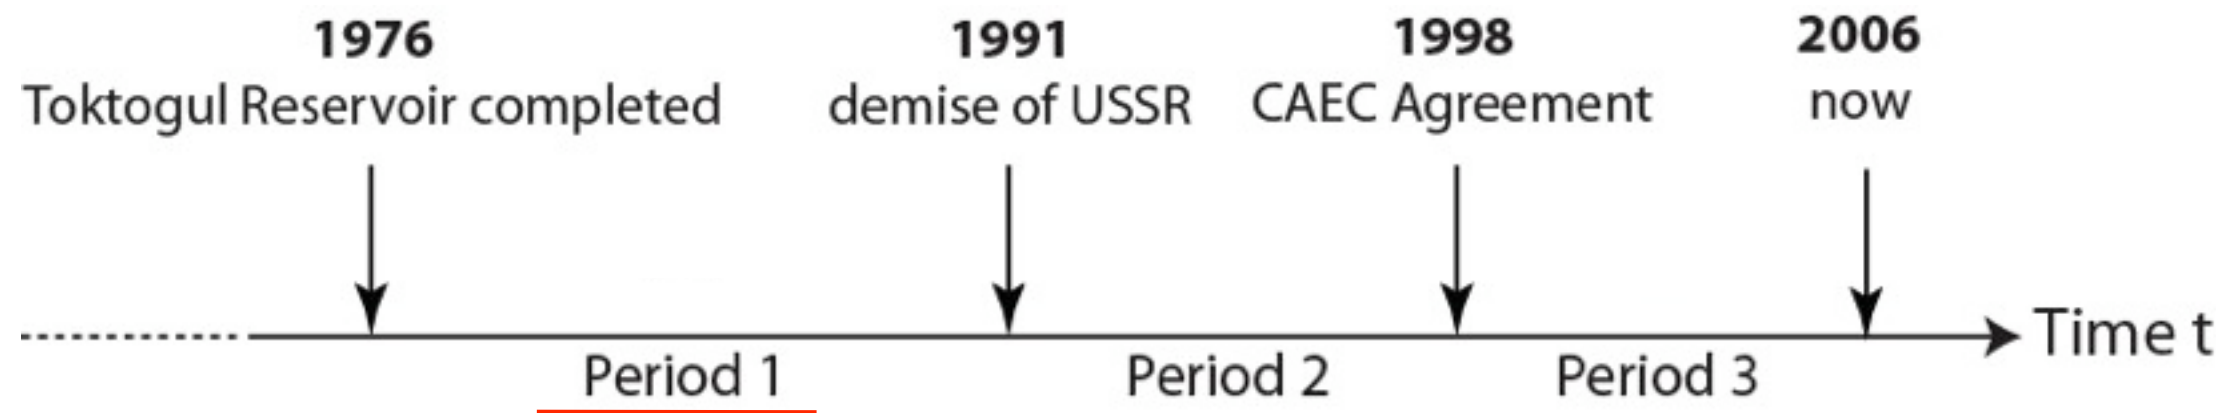 1976
Toktogul Reservoir completed
1991
demise of USSR
1998
CAEC Agreement
2006
now
Time t
Period 1
Period 2
Period 3